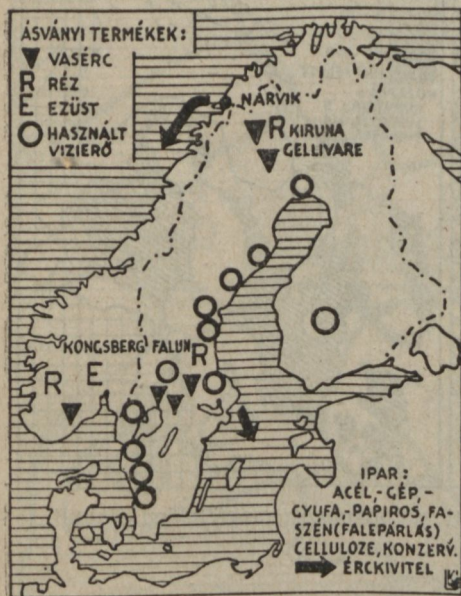 ÁSVÁNYI TERMÉKEK:
VASÉRC
R RÉZ
E EZÜST
HASZNÁLT
VIZIERŐ
NARVIK
R KIRUNA
GELLIVARE
KONGSBERG FALUN
R
R E
IPAR:
ACÉL,-GÉP,-
GYUFA,-PAPIROS, FA-
SZÉN(FALEPÁRLÁS)
CELLULOZE, KONZERV.
ÉRCKIVITEL